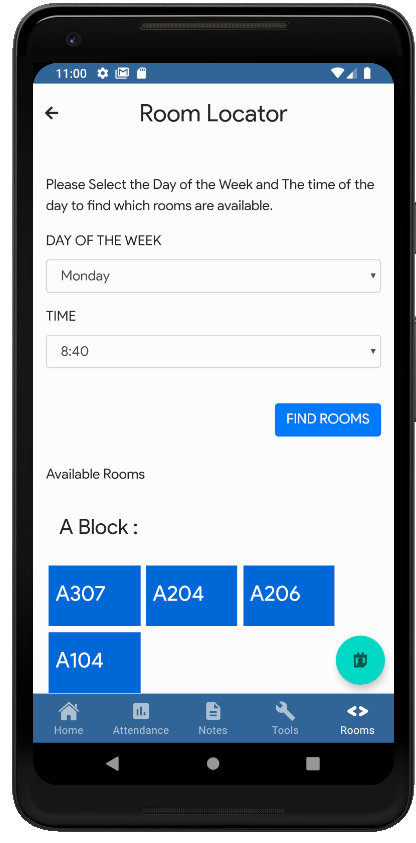 11:00
Room Locator
Please Select the Day of the Week and The time of the
day to find which rooms are available.
DAY OF THE WEEK
Monday
TIME
8:40
FIND ROOMS
Available Rooms
A Block :
A307 A204 A206
A104
Home Attendance Notes Tools Rooms